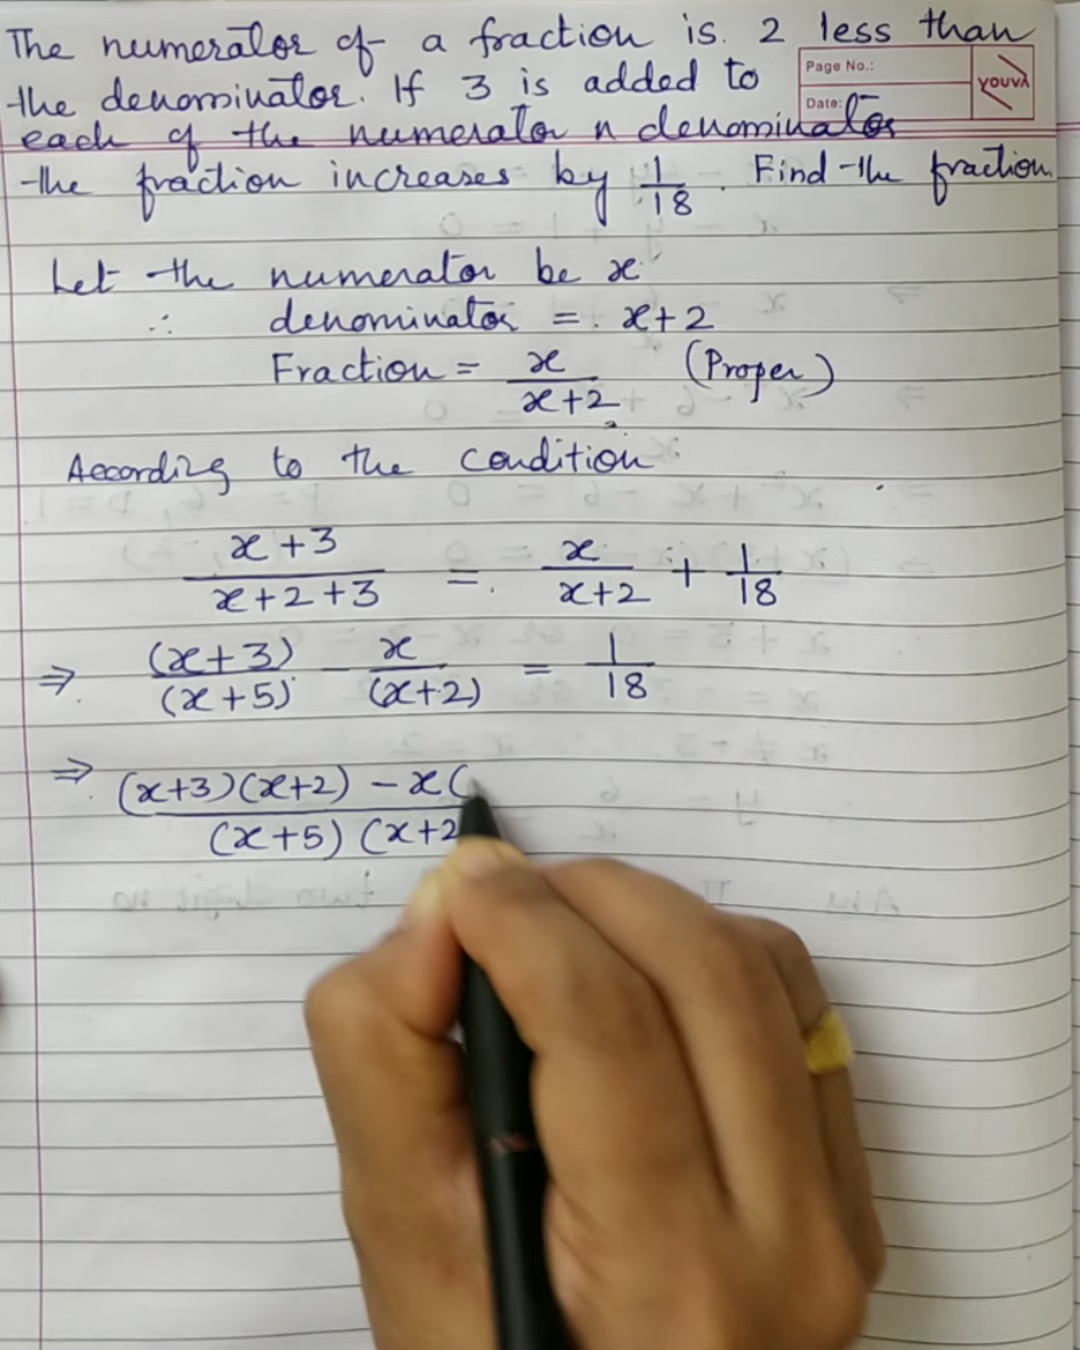 The numerator of a fraction is 2 less than
the denominator. If 3 is added to
Page No.:
Date:
youva
each of the numerator n denominator
the fraction increases by 1/18. Find the fraction.
Let the numerator be x
∴ denominator = x+2
Fraction = x/(x+2) (Proper)
According to the condition
(x+3)/(x+2+3) = x/(x+2) + 1/18
⇒ (x+3)/(x+5) - x/(x+2) = 1/18
⇒ (x+3)(x+2) - x(
(x+5)(x+2